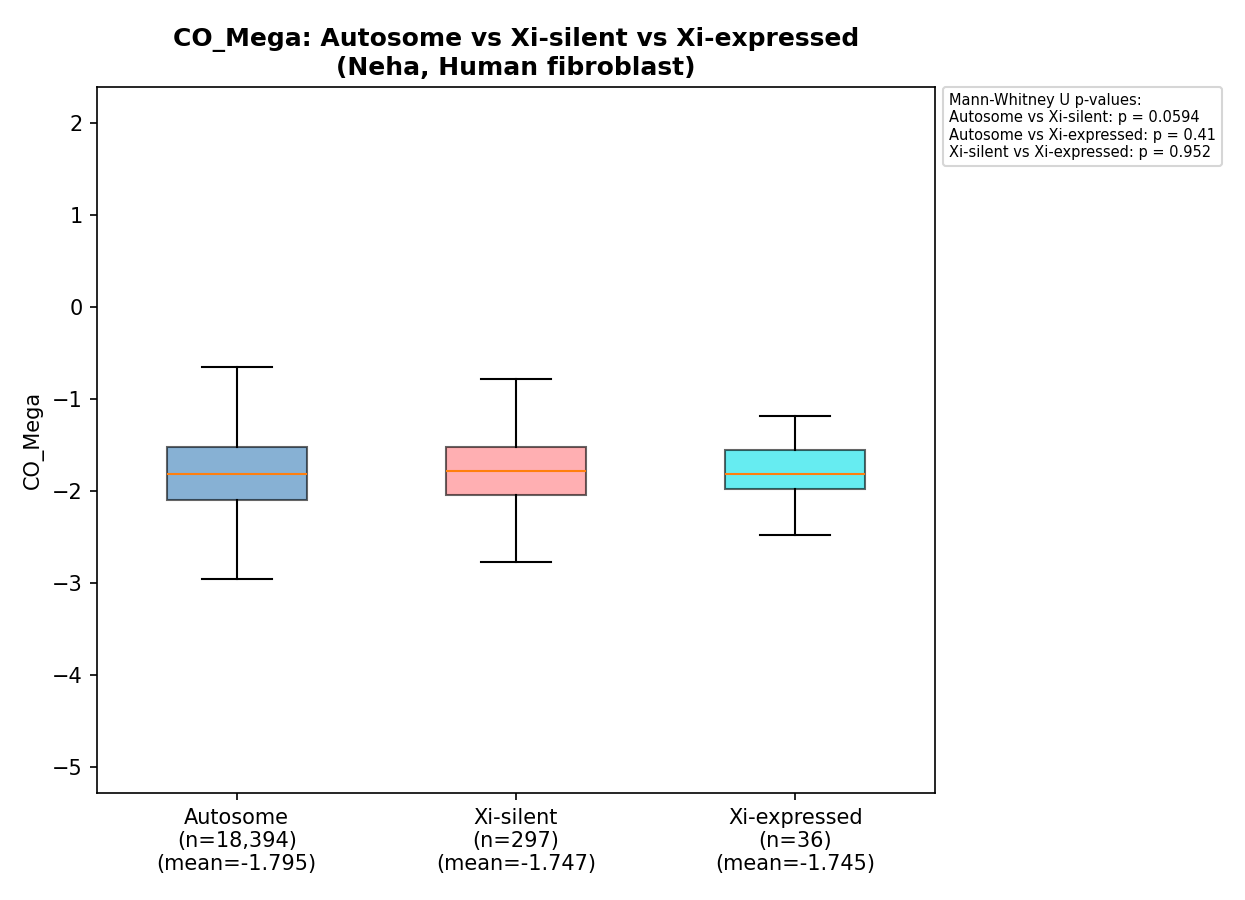 CO_Mega: Autosome vs Xi-silent vs Xi-expressed
(Neha, Human fibroblast)
Mann-Whitney U p-values:
Autosome vs Xi-silent: p = 0.0594
Autosome vs Xi-expressed: p = 0.41
Xi-silent vs Xi-expressed: p = 0.952
CO_Mega
2
1
0
−1
−2
−3
−4
−5
Autosome
(n=18,394)
(mean=-1.795)
Xi-silent
(n=297)
(mean=-1.747)
Xi-expressed
(n=36)
(mean=-1.745)